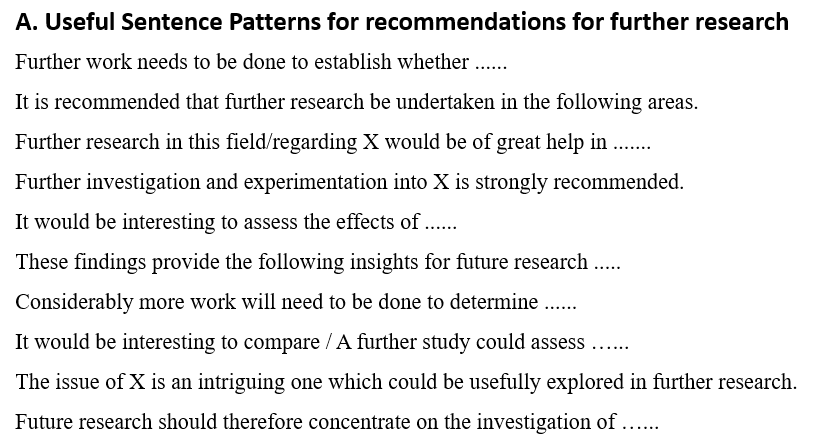 A. Useful Sentence Patterns for recommendations for further research
Further work needs to be done to establish whether ......
It is recommended that further research be undertaken in the following areas.
Further research in this field/regarding X would be of great help in .......
Further investigation and experimentation into X is strongly recommended.
It would be interesting to assess the effects of ......
These findings provide the following insights for future research .....
Considerably more work will need to be done to determine ......
It would be interesting to compare / A further study could assess …...
The issue of X is an intriguing one which could be usefully explored in further research.
Future research should therefore concentrate on the investigation of …...